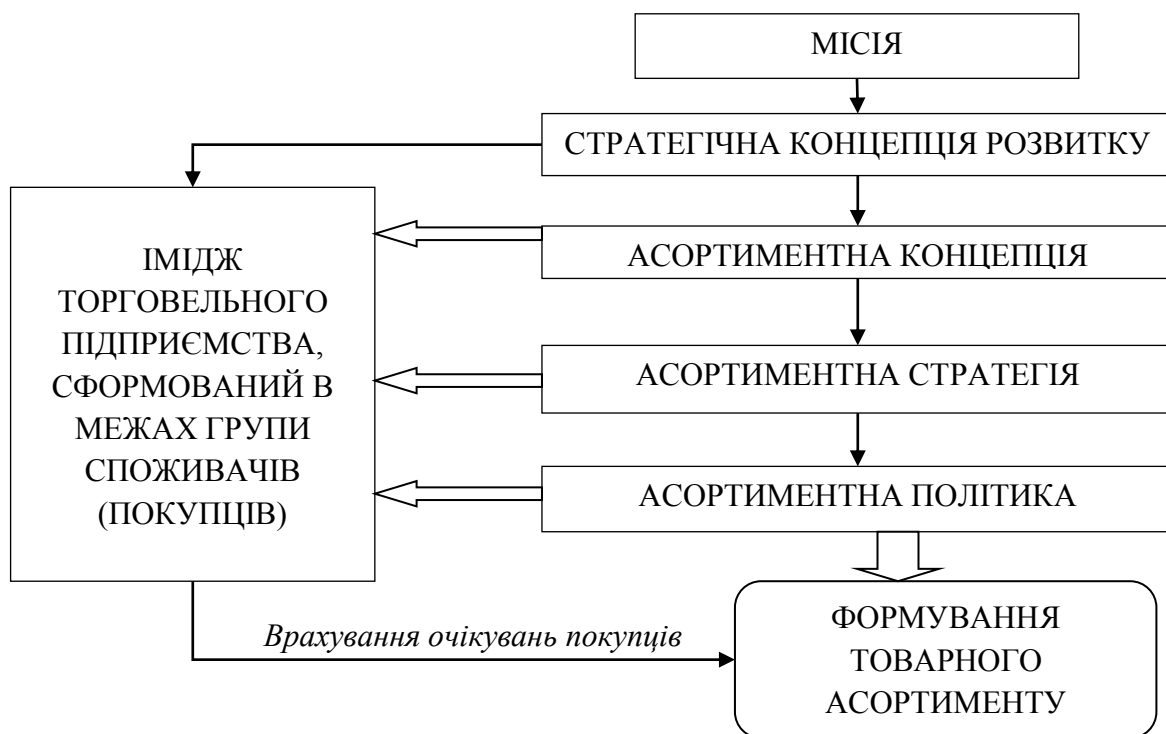 МІСІЯ
СТРАТЕГІЧНА КОНЦЕПЦІЯ РОЗВИТКУ
АСОРТИМЕНТНА КОНЦЕПЦІЯ
АСОРТИМЕНТНА СТРАТЕГІЯ
АСОРТИМЕНТНА ПОЛІТИКА
ІМІДЖ
ТОРГОВЕЛЬНОГО
ПІДПРИЄМСТВА,
СФОРМОВАНИЙ В
МЕЖАХ ГРУПИ
СПОЖИВАЧІВ
(ПОКУПЦІВ)
Врахування очікувань покупців
ФОРМУВАННЯ
ТОВАРНОГО
АСОРТИМЕНТУ